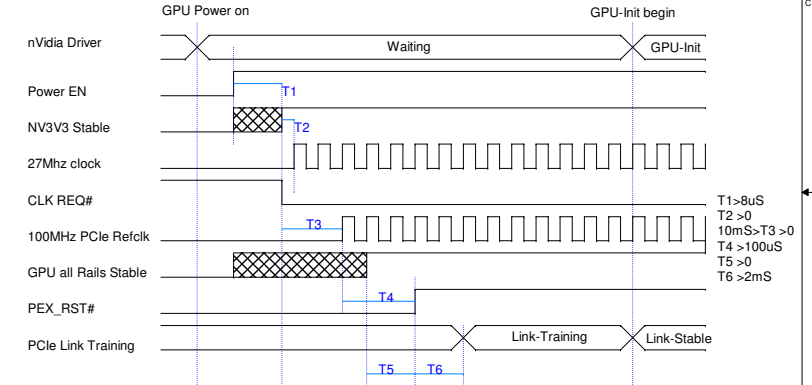 GPU Power on
GPU-Init begin
nVidia Driver
Waiting
GPU-Init
Power EN
T1
NV3V3 Stable
T2
27Mhz clock
CLK REQ#
T1>8uS
T2 >0
T3
10mS>T3 >0
100MHz PCIe Refclk
T4 >100uS
T5 >0
GPU all Rails Stable
T6 >2mS
T4
PEX_RST#
Link-Training
Link-Stable
PCIe Link Training
T5
T6